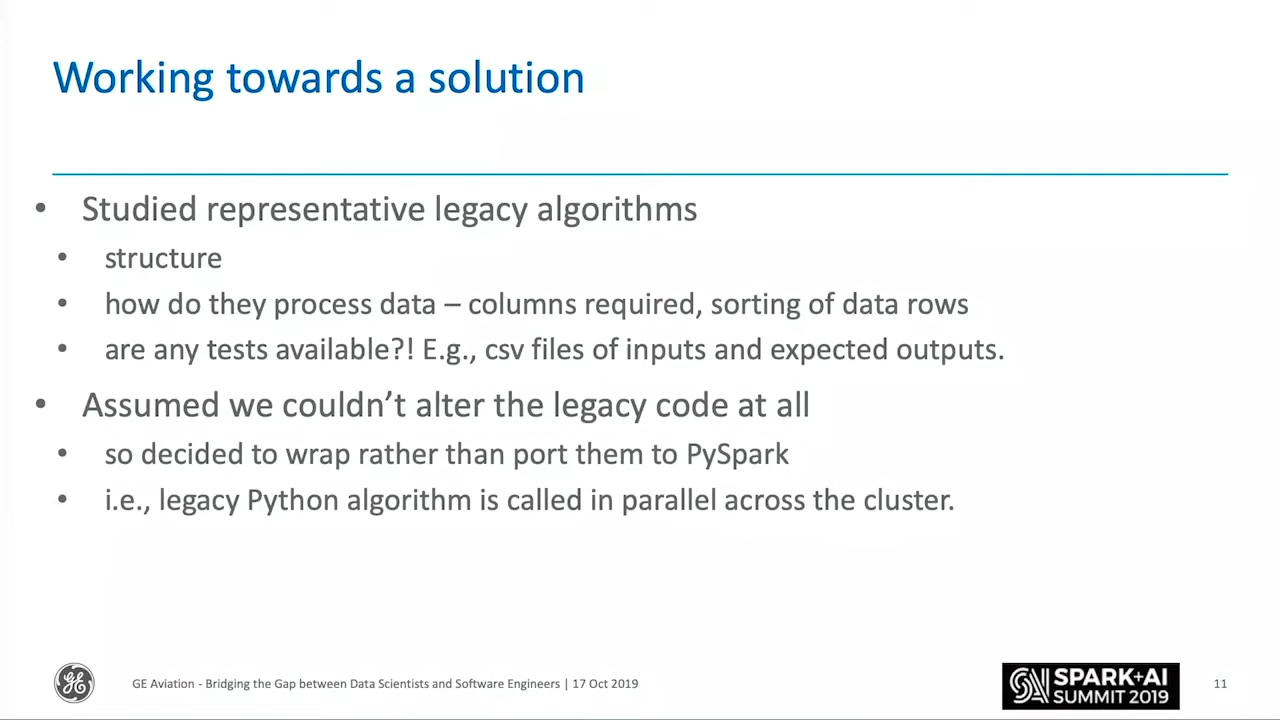 Working towards a solution
• Studied representative legacy algorithms
• structure
• how do they process data – columns required, sorting of data rows
• are any tests available?! E.g., csv files of inputs and expected outputs.
• Assumed we couldn’t alter the legacy code at all
• so decided to wrap rather than port them to PySpark
• i.e., legacy Python algorithm is called in parallel across the cluster.
GE Aviation - Bridging the Gap between Data Scientists and Software Engineers | 17 Oct 2019
SPARK+AI
SUMMIT 2019
11